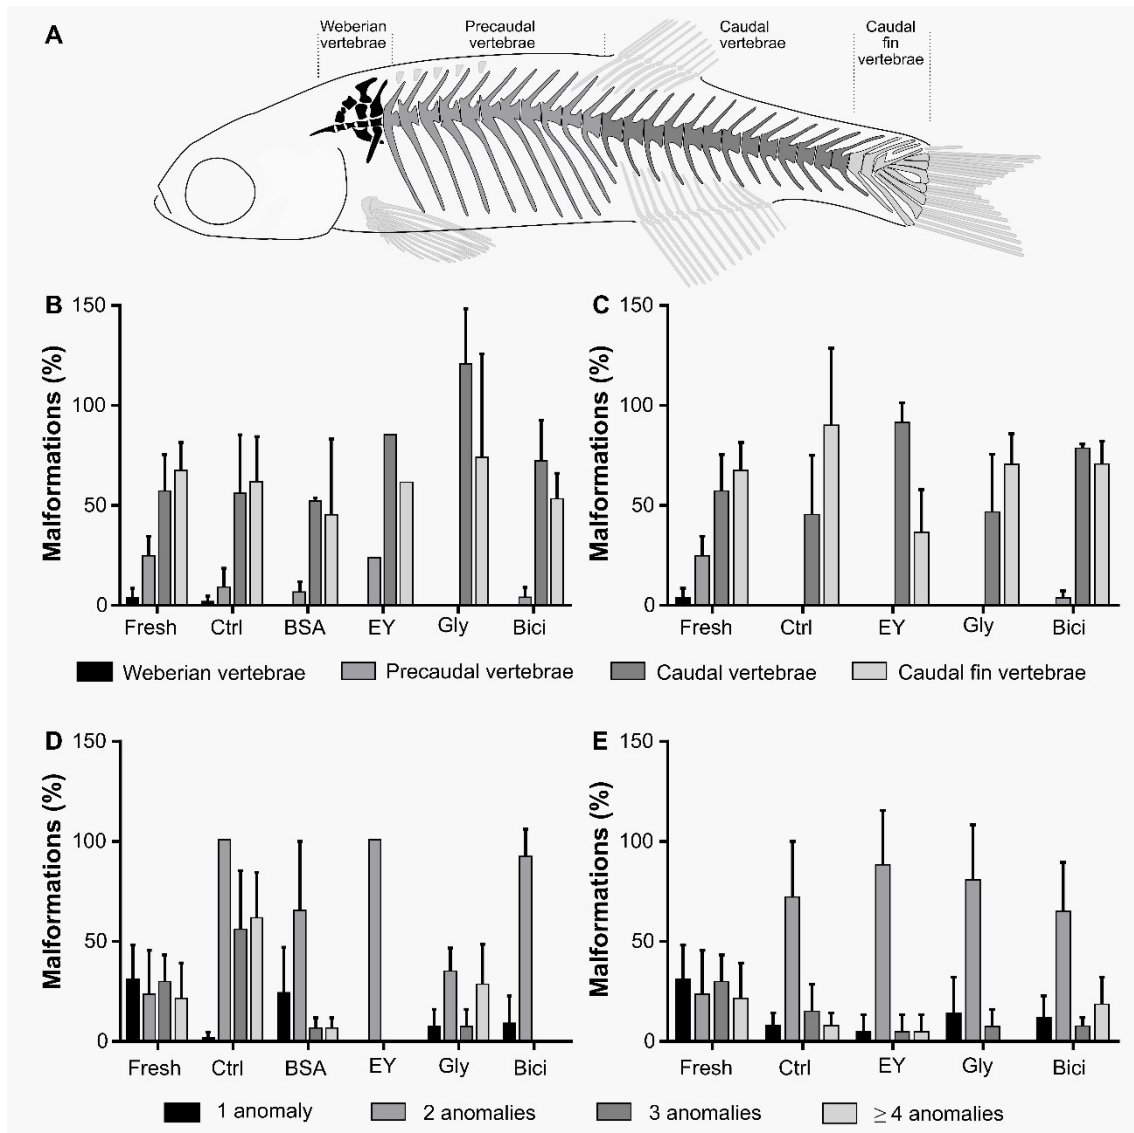 A
Weberian
vertebrae
Precaudal
vertebrae
Caudal
vertebrae
Caudal
fin
vertebrae
B
150
100
50
0
Malformations (%)
Fresh Ctrl BSA EY Gly Bici
C
150
100
50
0
Malformations (%)
Fresh Ctrl EY Gly Bici
Weberian vertebrae Precaudal vertebrae Caudal vertebrae Caudal fin vertebrae
D
150
100
50
0
Malformations (%)
Fresh Ctrl BSA EY Gly Bici
E
150
100
50
0
Malformations (%)
Fresh Ctrl EY Gly Bici
1 anomaly 2 anomalies 3 anomalies ≥ 4 anomalies